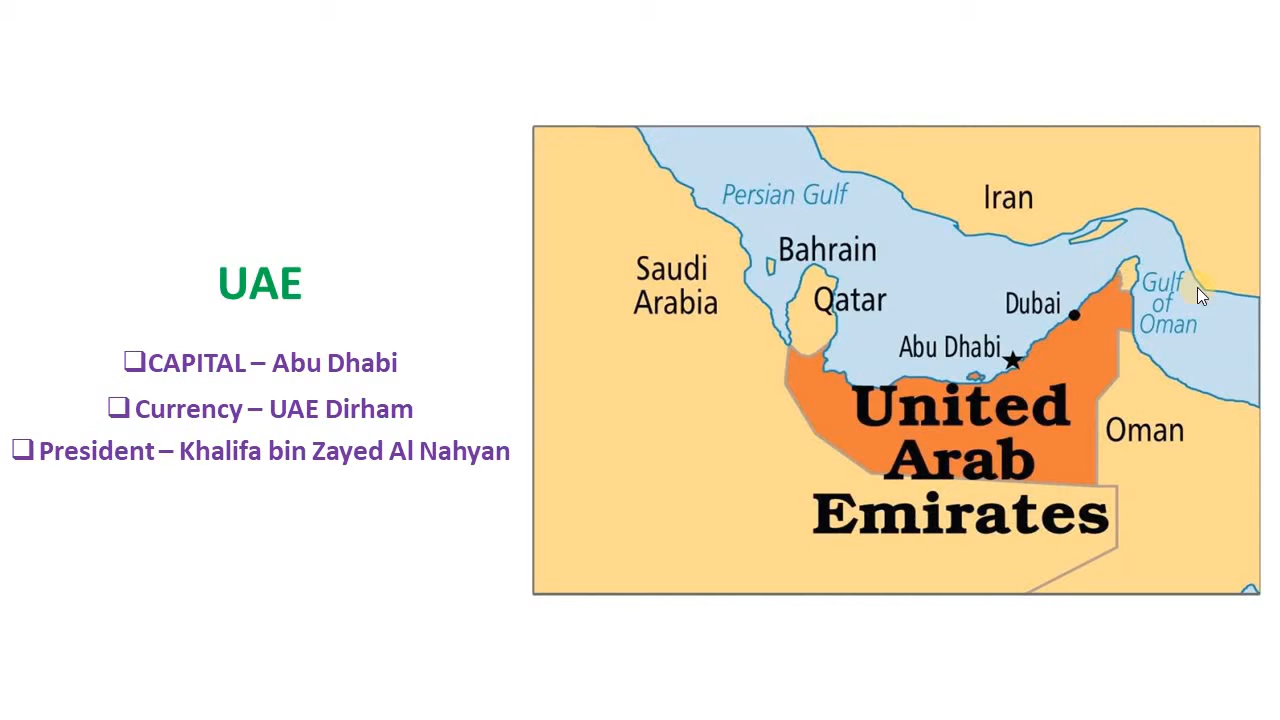 UAE
❑CAPITAL – Abu Dhabi
❑ Currency – UAE Dirham
❑ President – Khalifa bin Zayed Al Nahyan
Persian Gulf
Iran
Bahrain
Saudi
Arabia
Qatar
Gulf
of
Oman
Dubai
Abu Dhabi
United
Arab
Emirates
Oman